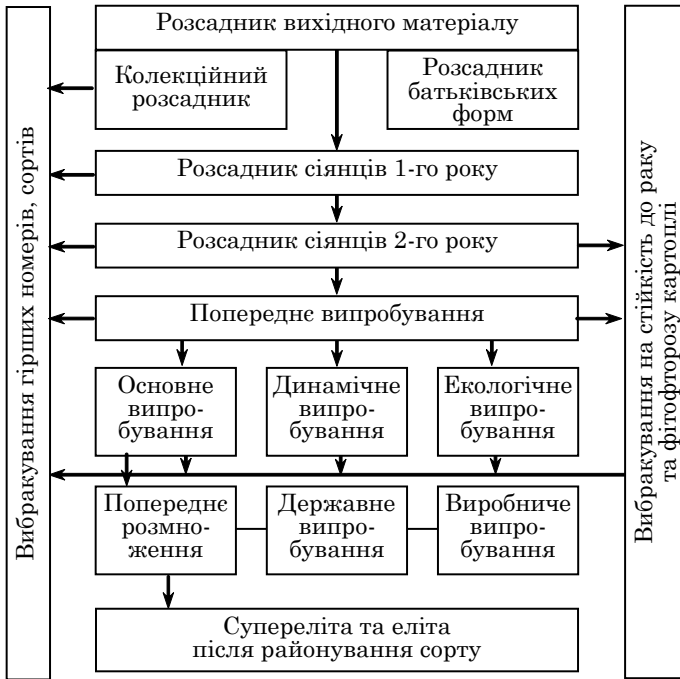 Розсадник вихідного матеріалу
Колекційний
розсадник
Розсадник
батьківських
форм
Розсадник сіянців 1-го року
Розсадник сіянців 2-го року
Попереднє випробування
Основне
випро-
бування
Динамічне
випро-
бування
Екологічне
випро-
бування
Попереднє
розмно-
ження
Державне
випро-
бування
Виробниче
випро-
бування
Супереліта та еліта
після районування сорту
Вибракування гірших номерів, сортів
Вибракування на стійкість до раку
та фітофторозу картоплі